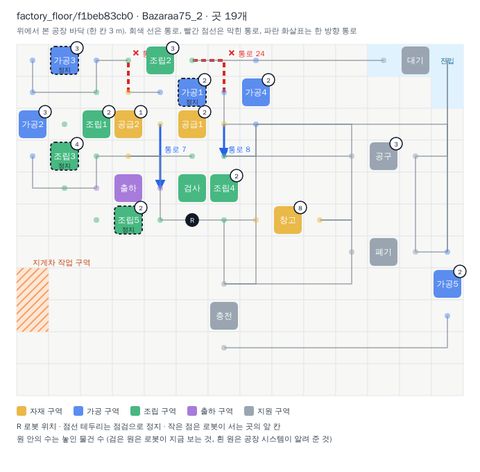 factory_floor/f1beb83cb0 · Bazaraa75_2 · 곳 19개
위에서 본 공장 바닥 (한 칸 3 m). 회색 선은 통로, 빨간 점선은 막힌 통로, 파란 화살표는 한 방향 통로
가공3 3 정지
✕ 통
조립2 3
✕ 통로 24
대기
진입
가공1 2 정지
가공4 2
가공2 3
조립1 2
공급2 2
공급1 2
통로 7
통로 8
조립3 4 정지
공구 3
출하
검사
조립4 2
조립5 2 정지
R
창고 8
폐기
지게차 작업 구역
가공5 2
충전
자재 구역
가공 구역
조립 구역
출하 구역
지원 구역
R 로봇 위치 · 점선 테두리는 점검으로 정지 · 작은 점은 로봇이 서는 곳의 앞 칸
원 안의 수는 놓인 물건 수 (검은 원은 로봇이 지금 보는 것, 흰 원은 공장 시스템이 알려 준 것)